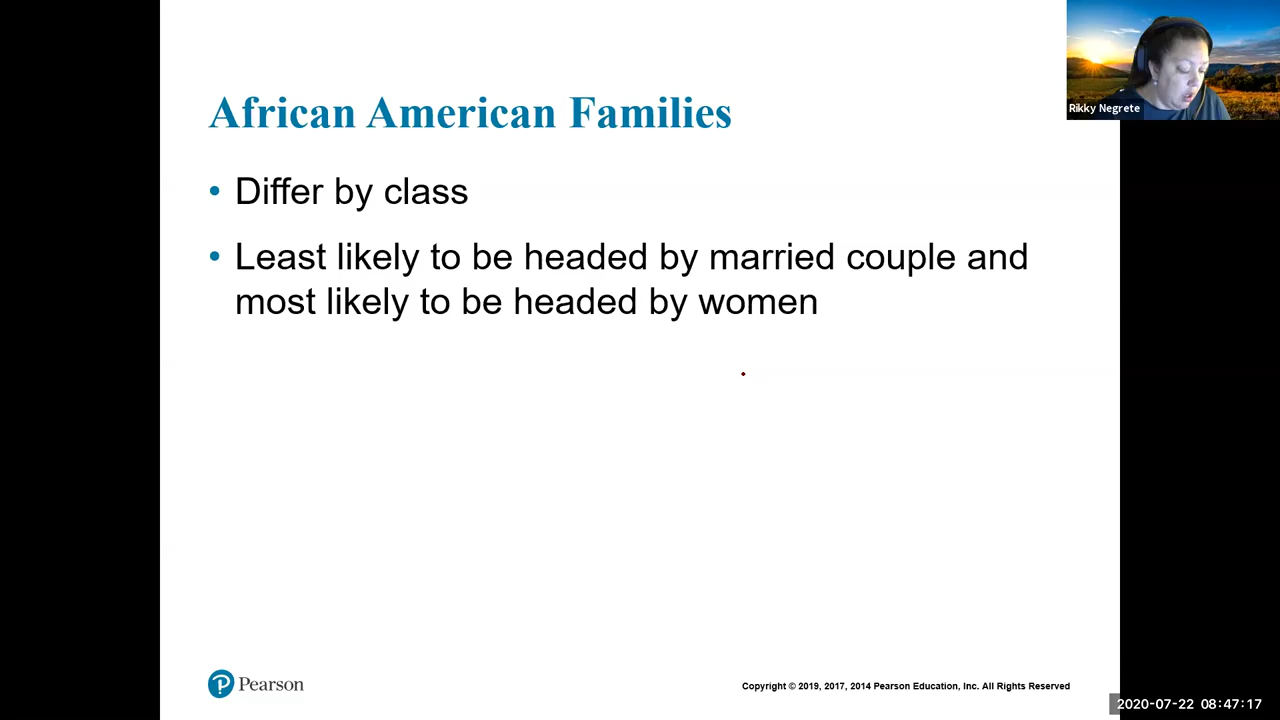 African American Families
• Differ by class
• Least likely to be headed by married couple and
most likely to be headed by women
Rikky Negrete
Pearson
Copyright © 2019, 2017, 2014 Pearson Education, Inc. All Rights Reserved
2020-07-22 08:47:17